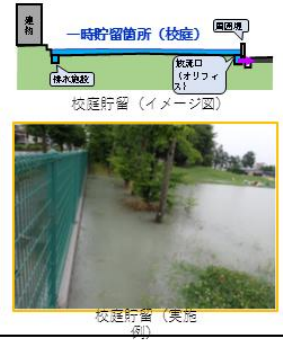 建物
一時貯留箇所（校庭）
周囲堤
排水施設
放流口
（オリフィ
ス）
校庭貯留（イメージ図）
校庭貯留（実施
例）